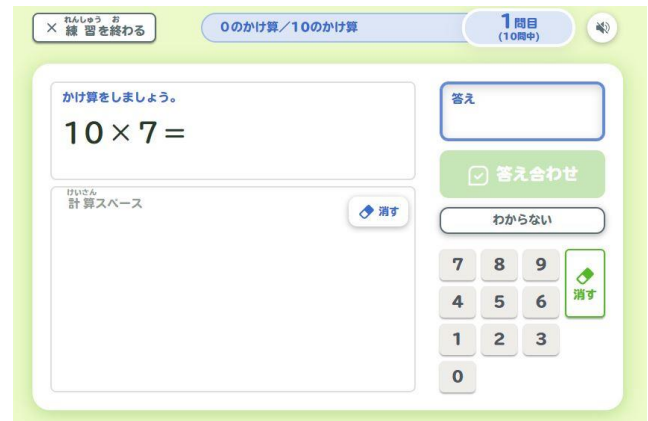 れんしゅう お
× 練習を終わる
0のかけ算／10のかけ算
1問目
(10問中)
かけ算をしましょう。
10×7＝
答え
答え合わせ
けいさん
計算スペース
消す
わからない
7 8 9
消す
4 5 6
1 2 3
0